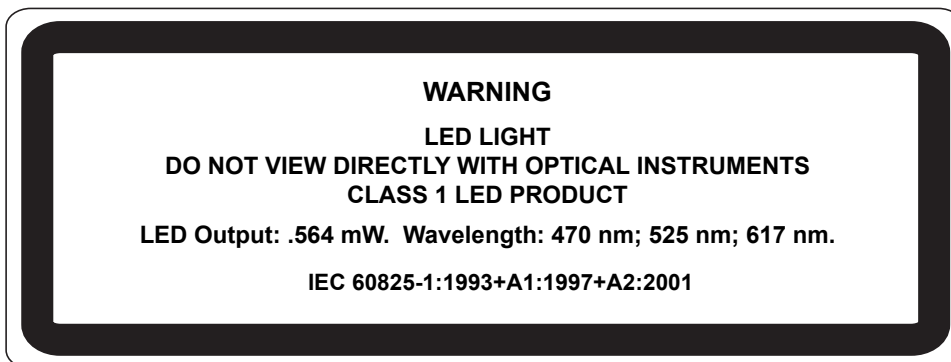 WARNING
LED LIGHT
DO NOT VIEW DIRECTLY WITH OPTICAL INSTRUMENTS
CLASS 1 LED PRODUCT
LED Output: .564 mW. Wavelength: 470 nm; 525 nm; 617 nm.
IEC 60825-1:1993+A1:1997+A2:2001